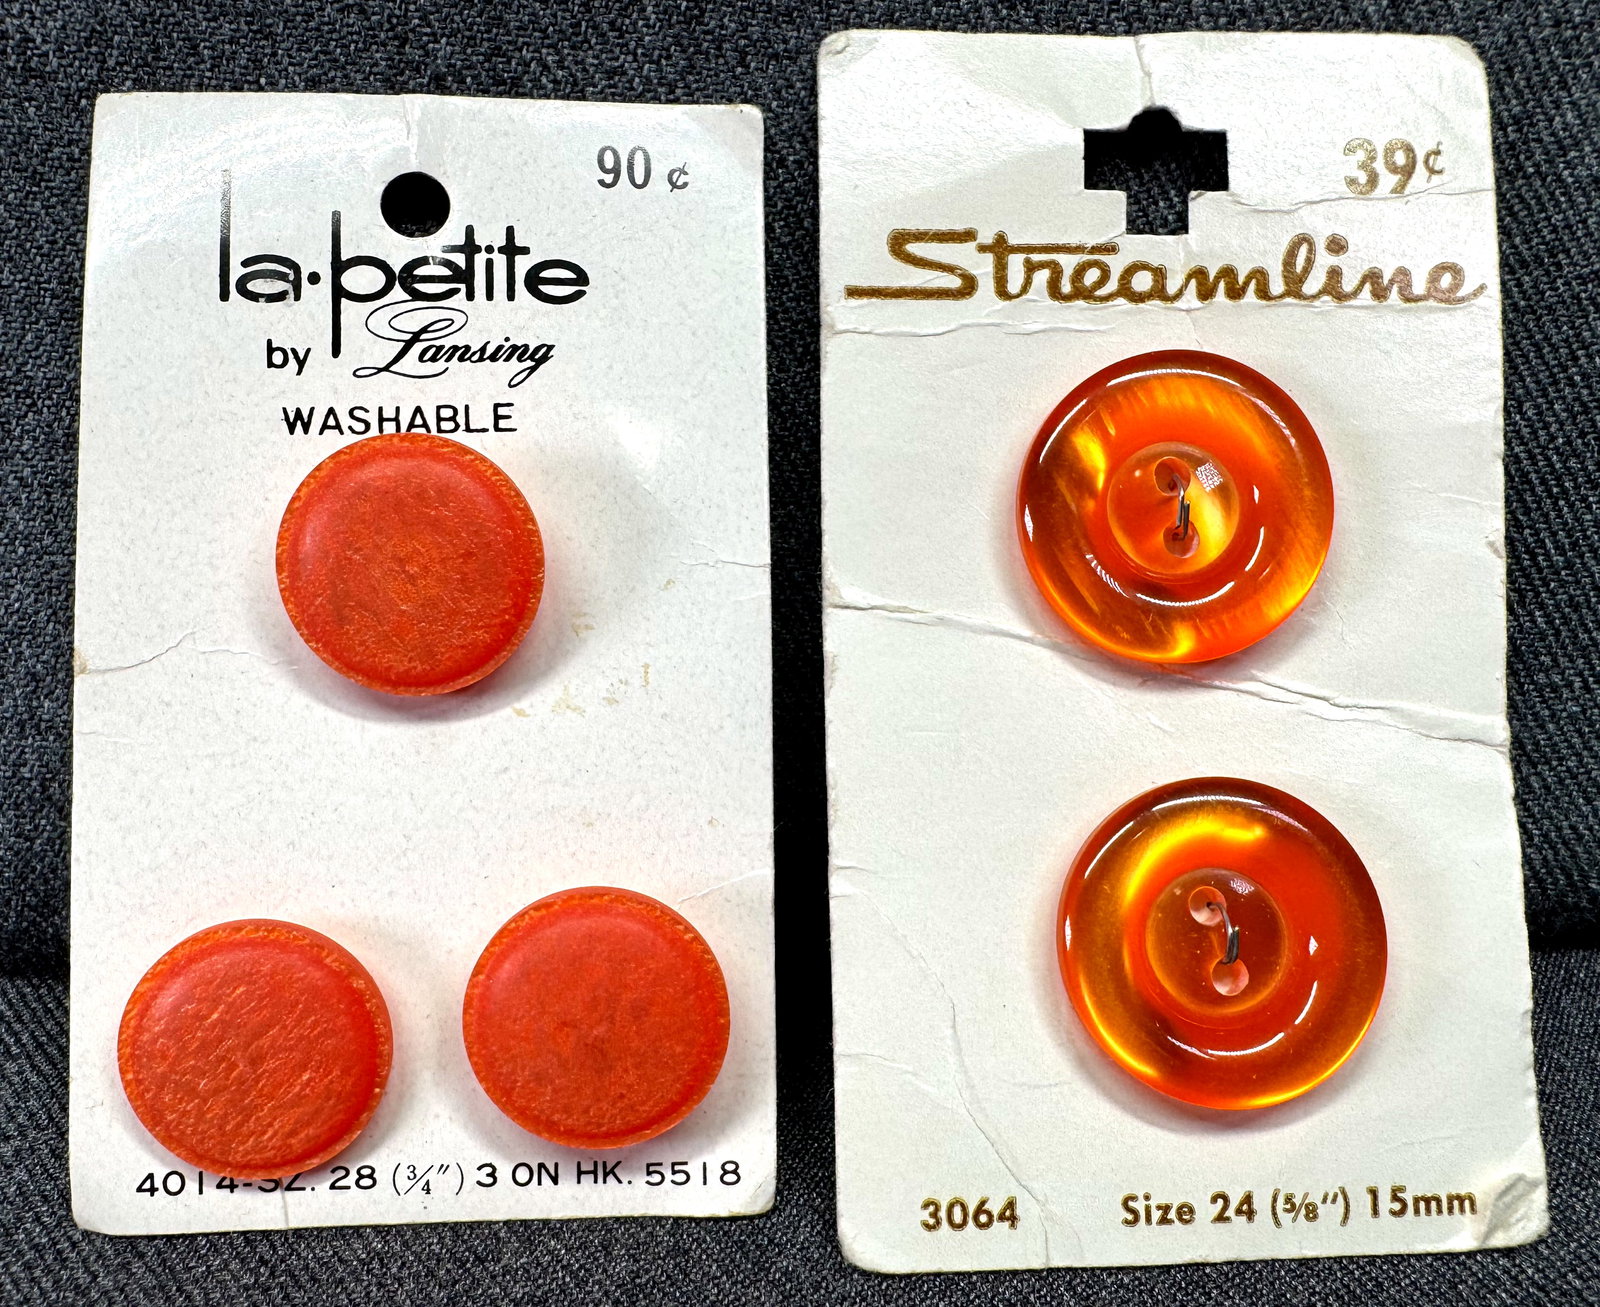 90¢
la·petite
by Lansing
WASHABLE
4014-SZ. 28 (3/4") 3 ON HK. 5518
39¢
Streamline
3064 Size 24 (5/8") 15mm